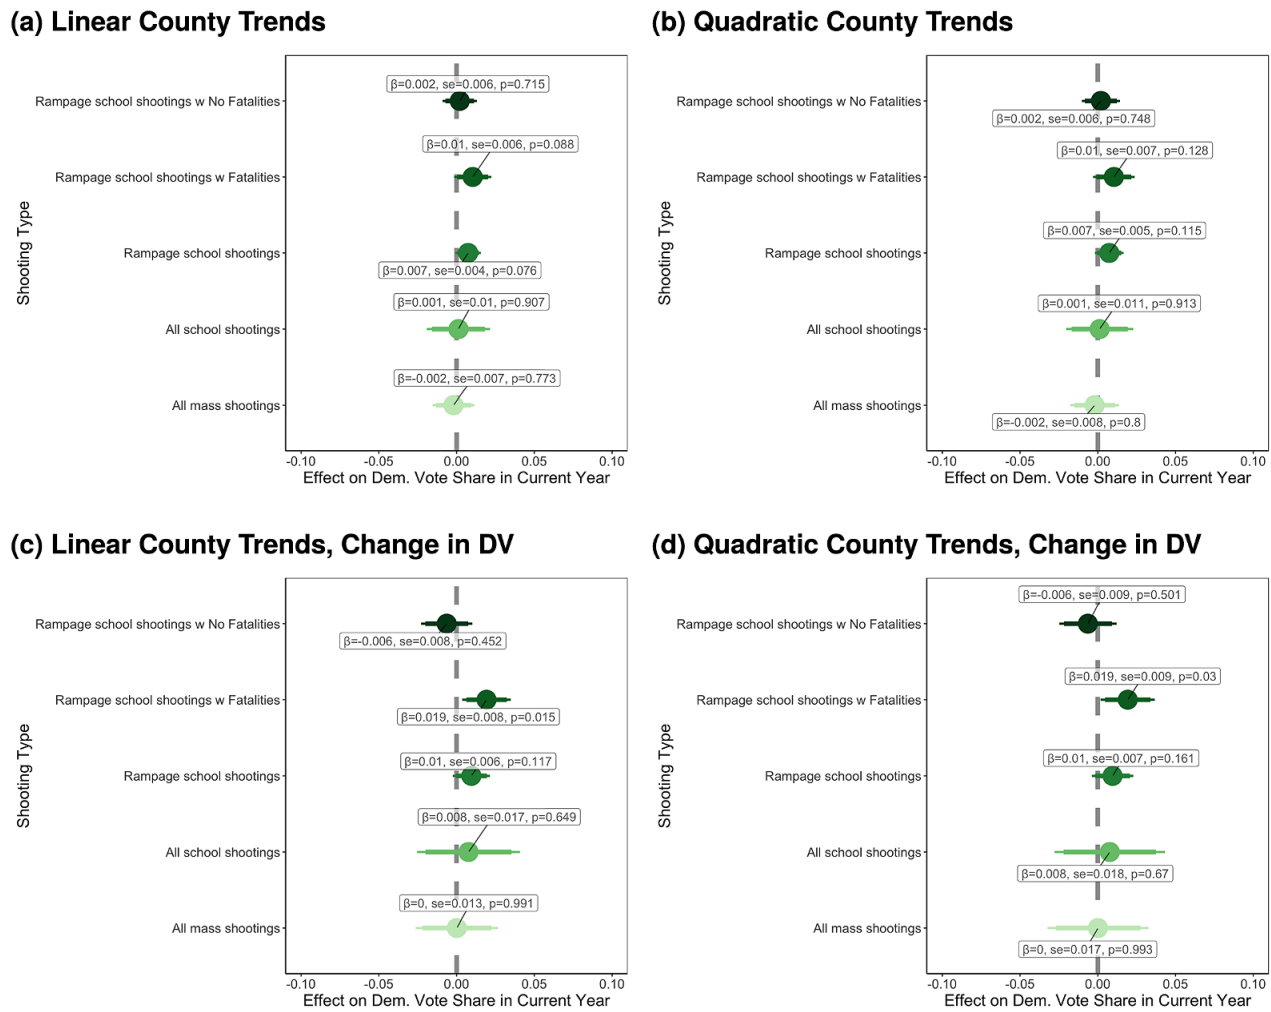 (a) Linear County Trends
Shooting Type
Rampage school shootings w No Fatalities
β=0.002, se=0.006, p=0.715
Rampage school shootings w Fatalities
β=0.01, se=0.006, p=0.088
Rampage school shootings
β=0.007, se=0.004, p=0.076
All school shootings
β=0.001, se=0.01, p=0.907
All mass shootings
β=-0.002, se=0.007, p=0.773
-0.10 -0.05 0.00 0.05 0.10
Effect on Dem. Vote Share in Current Year
(b) Quadratic County Trends
Shooting Type
Rampage school shootings w No Fatalities
β=0.002, se=0.006, p=0.748
Rampage school shootings w Fatalities
β=0.01, se=0.007, p=0.128
Rampage school shootings
β=0.007, se=0.005, p=0.115
All school shootings
β=0.001, se=0.011, p=0.913
All mass shootings
β=-0.002, se=0.008, p=0.8
-0.10 -0.05 0.00 0.05 0.10
Effect on Dem. Vote Share in Current Year
(c) Linear County Trends, Change in DV
Shooting Type
Rampage school shootings w No Fatalities
β=-0.006, se=0.008, p=0.452
Rampage school shootings w Fatalities
β=0.019, se=0.008, p=0.015
Rampage school shootings
β=0.01, se=0.006, p=0.117
All school shootings
β=0.008, se=0.017, p=0.649
All mass shootings
β=0, se=0.013, p=0.991
-0.10 -0.05 0.00 0.05 0.10
Effect on Dem. Vote Share in Current Year
(d) Quadratic County Trends, Change in DV
Shooting Type
Rampage school shootings w No Fatalities
β=-0.006, se=0.009, p=0.501
Rampage school shootings w Fatalities
β=0.019, se=0.009, p=0.03
Rampage school shootings
β=0.01, se=0.007, p=0.161
All school shootings
β=0.008, se=0.018, p=0.67
All mass shootings
β=0, se=0.017, p=0.993
-0.10 -0.05 0.00 0.05 0.10
Effect on Dem. Vote Share in Current Year